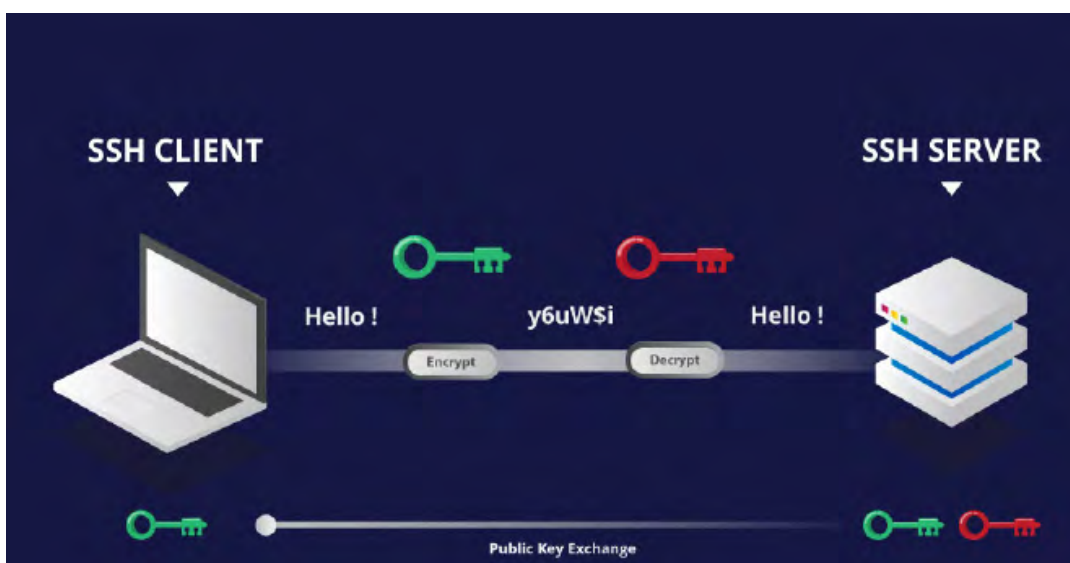 SSH CLIENT
SSH SERVER
Hello !
y6uW$i
Hello !
Encrypt
Decrypt
Public Key Exchange